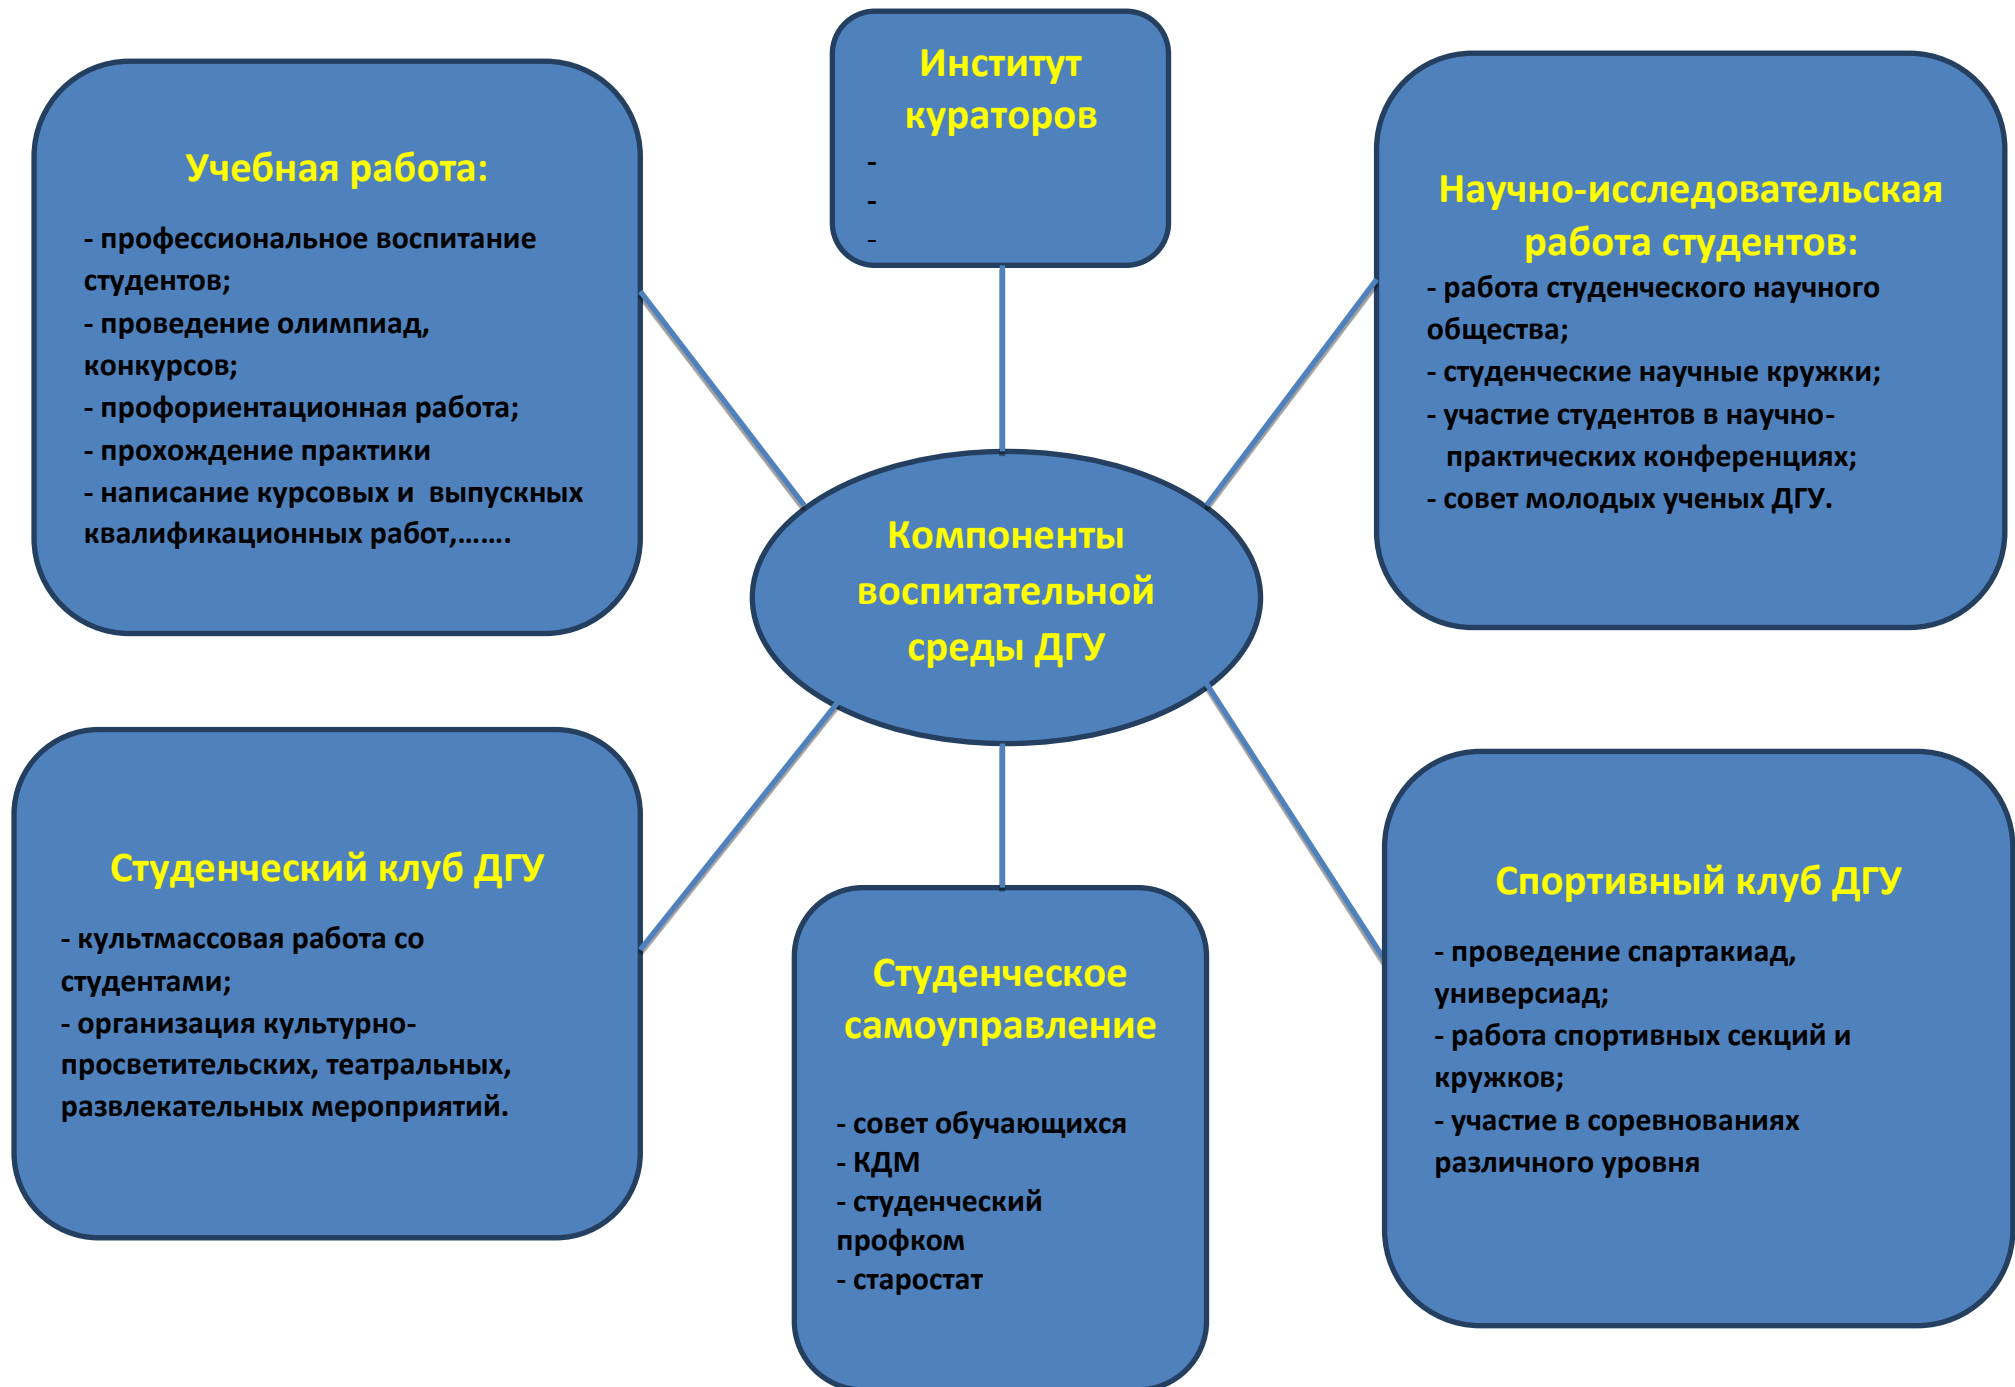 Институт
кураторов
-
-
-
Учебная работа:
- профессиональное воспитание
студентов;
- проведение олимпиад,
конкурсов;
- профориентационная работа;
- прохождение практики
- написание курсовых и  выпускных
квалификационных работ,.......
Научно-исследовательская
работа студентов:
- работа студенческого научного
общества;
- студенческие научные кружки;
- участие студентов в научно-
практических конференциях;
- совет молодых ученых ДГУ.
Компоненты
воспитательной
среды ДГУ
Студенческий клуб ДГУ
- культмассовая работа со
студентами;
- организация культурно-
просветительских, театральных,
развлекательных мероприятий.
Студенческое
самоуправление
- совет обучающихся
- КДМ
- студенческий
профком
- старостат
Спортивный клуб ДГУ
- проведение спартакиад,
универсиад;
- работа спортивных секций и
кружков;
- участие в соревнованиях
различного уровня